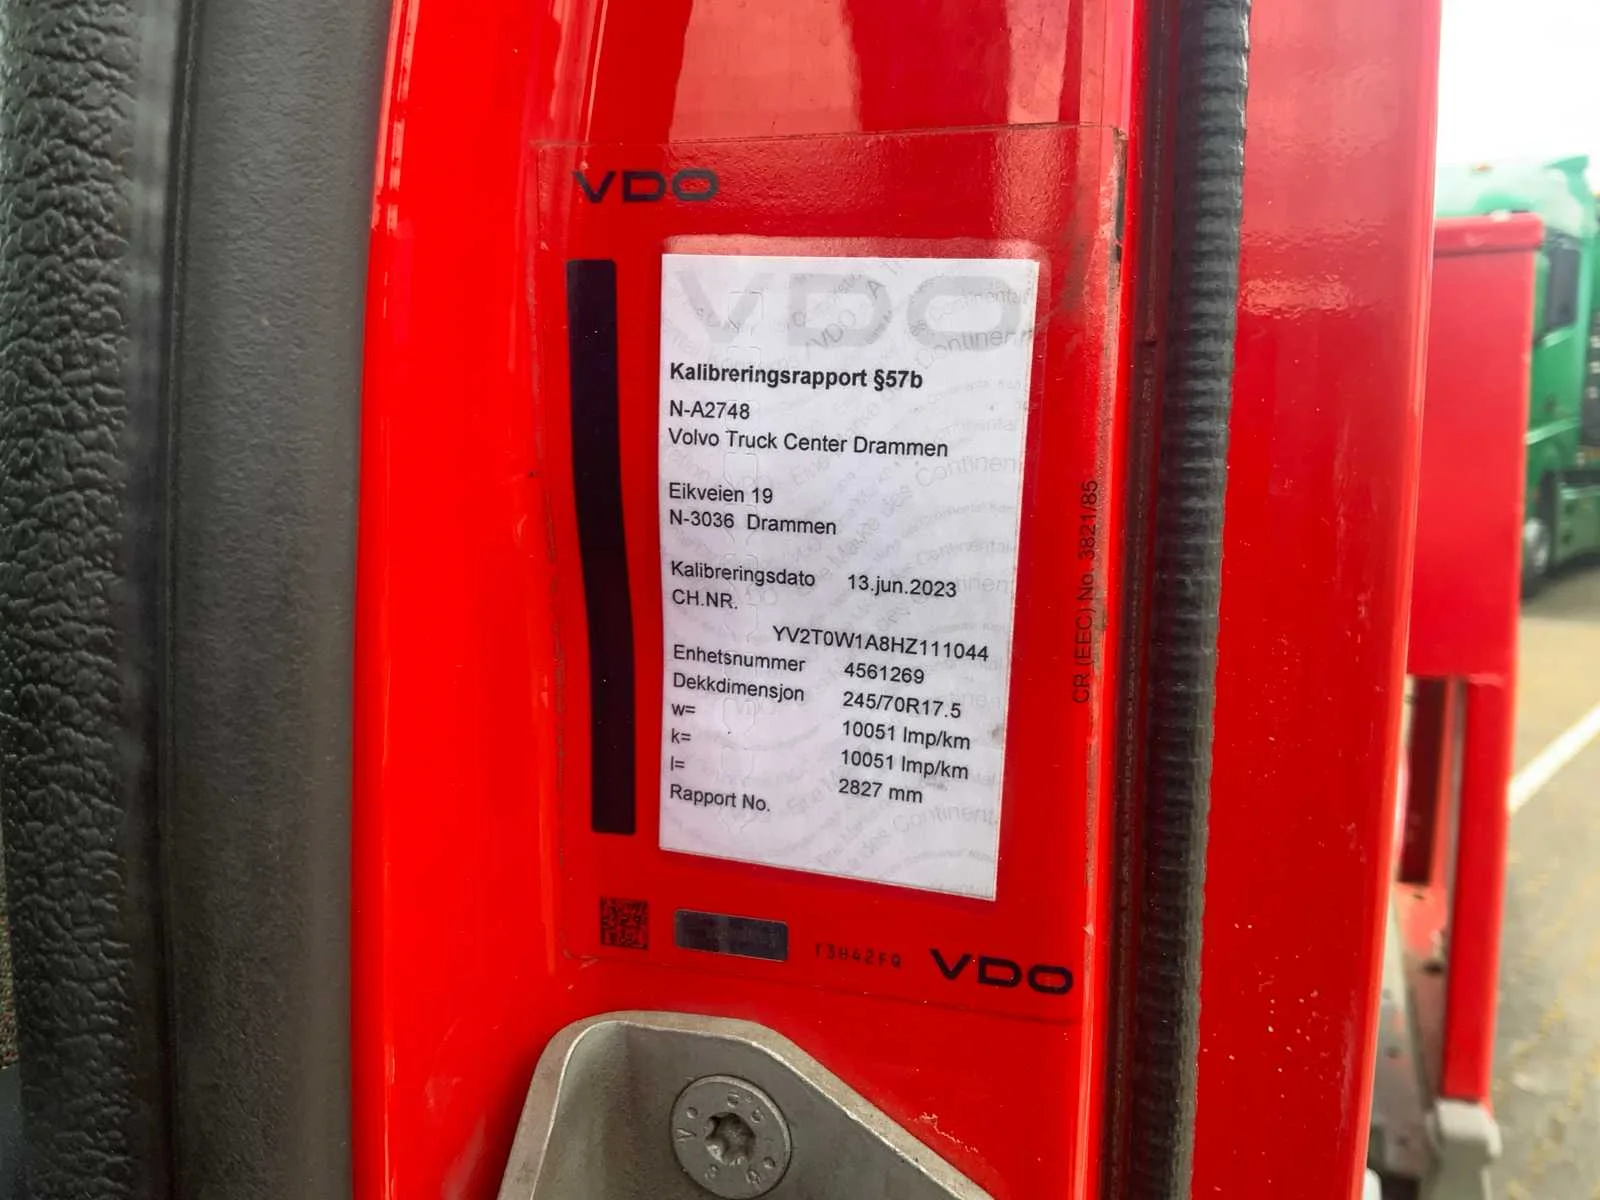 VDO
VDO
Kalibreringsrapport §57b
N-A2748
Volvo Truck Center Drammen
Eikveien 19
N-3036 Drammen
Kalibreringsdato 13.jun.2023
CH.NR.
YV2T0W1A8HZ111044
Enhetsnummer 4561269
Dekkdimensjon 245/70R17.5
w= 10051 Imp/km
k= 10051 Imp/km
l= 2827 mm
Rapport No.
CR (EEC) No. 3821/85
VDO